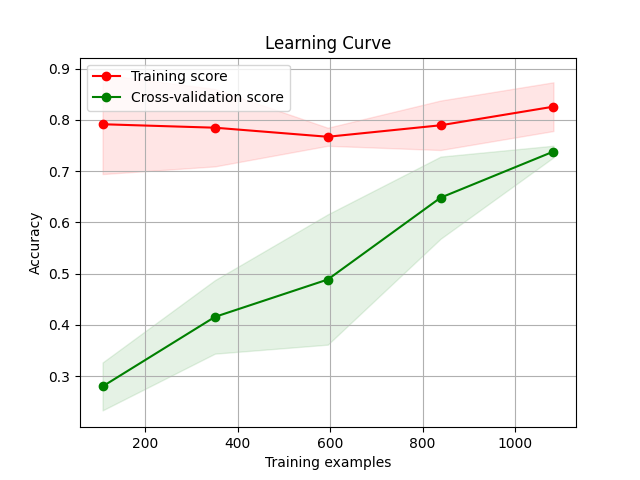 Learning Curve
Training score
Cross-validation score
0.9
0.8
0.7
0.6
0.5
0.4
0.3
Accuracy
200 400 600 800 1000
Training examples